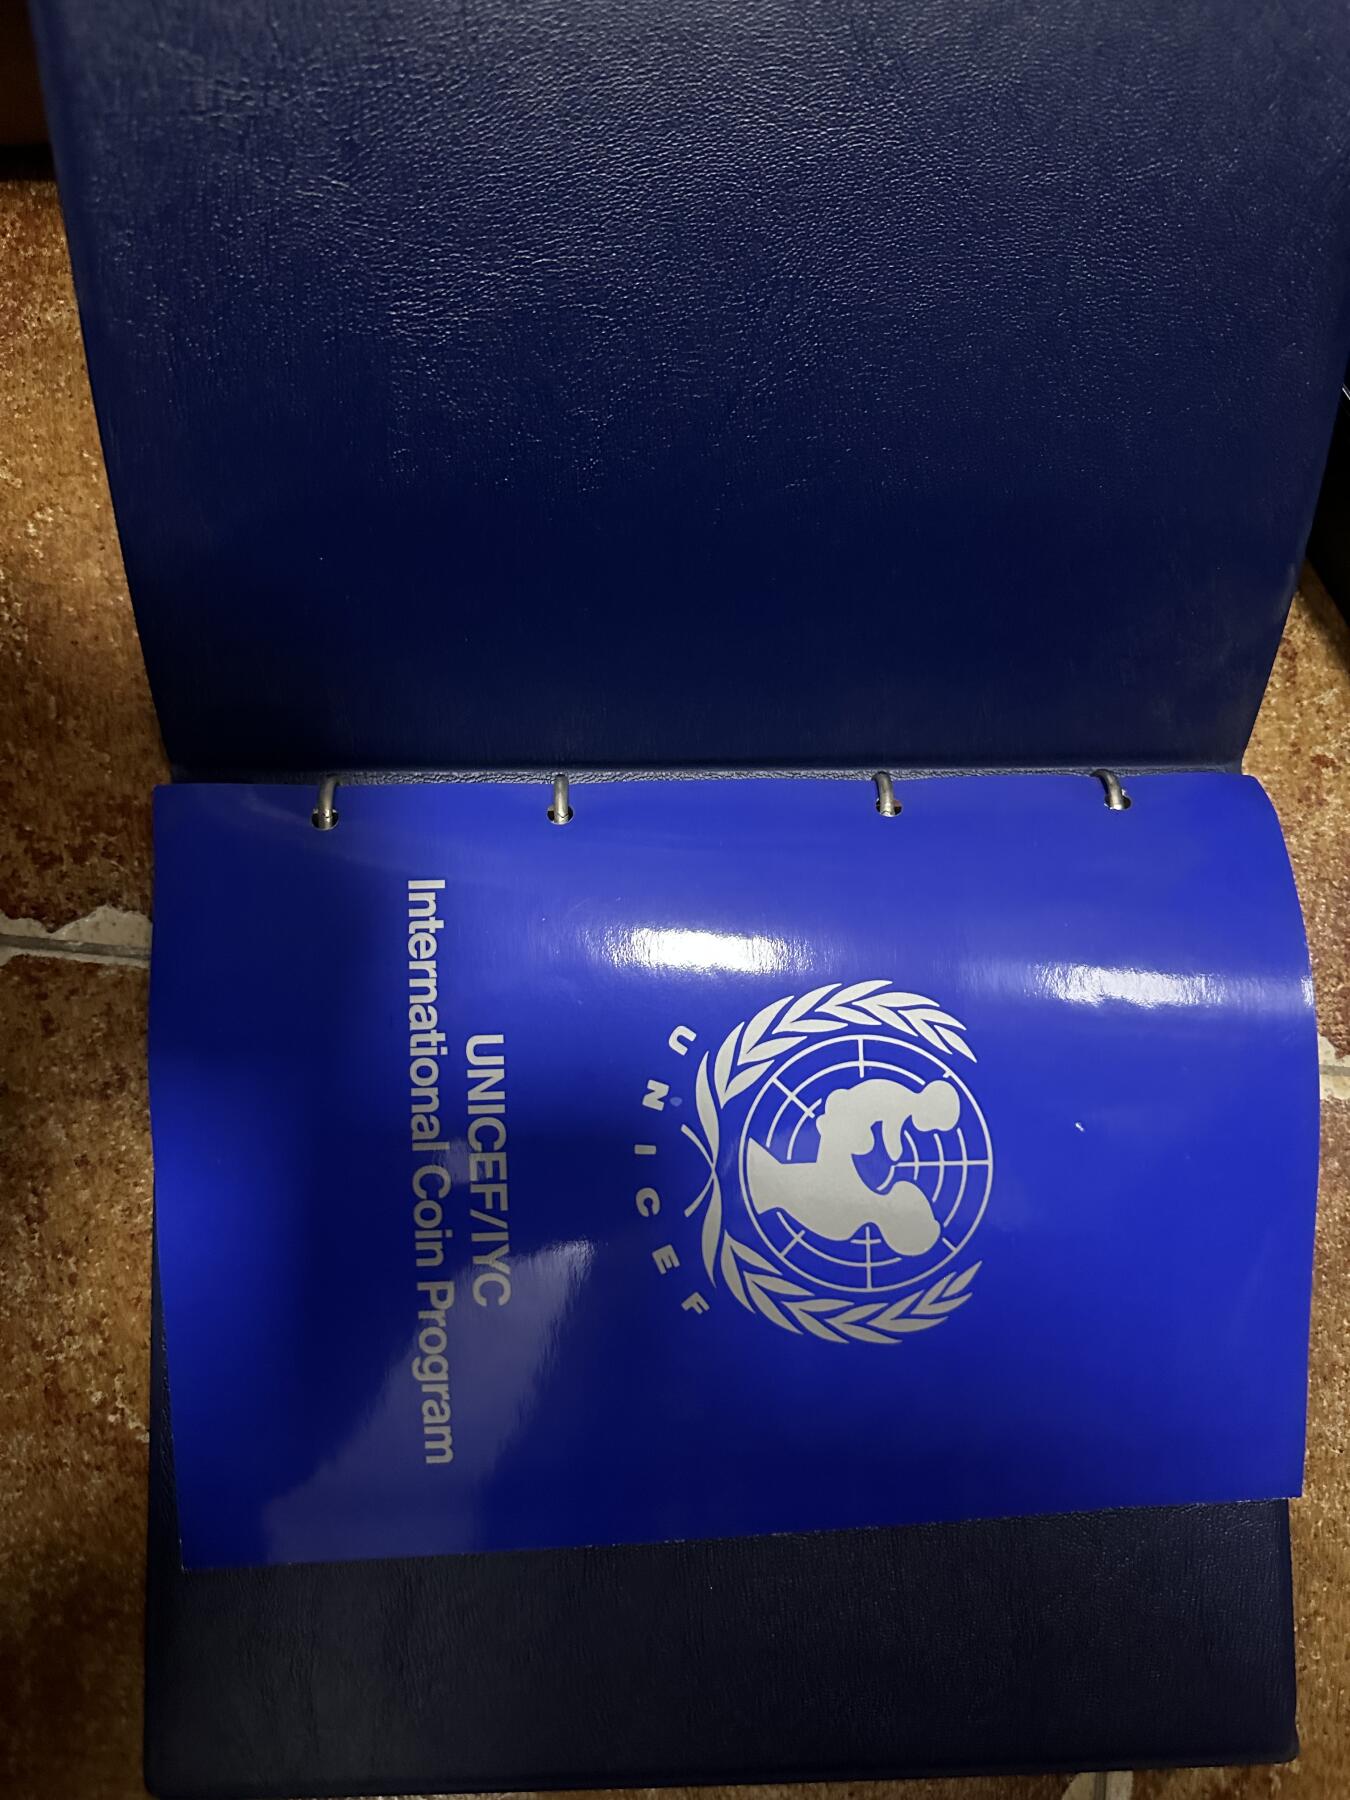 UNICEF
UNICEF/IYC
International Coin Program